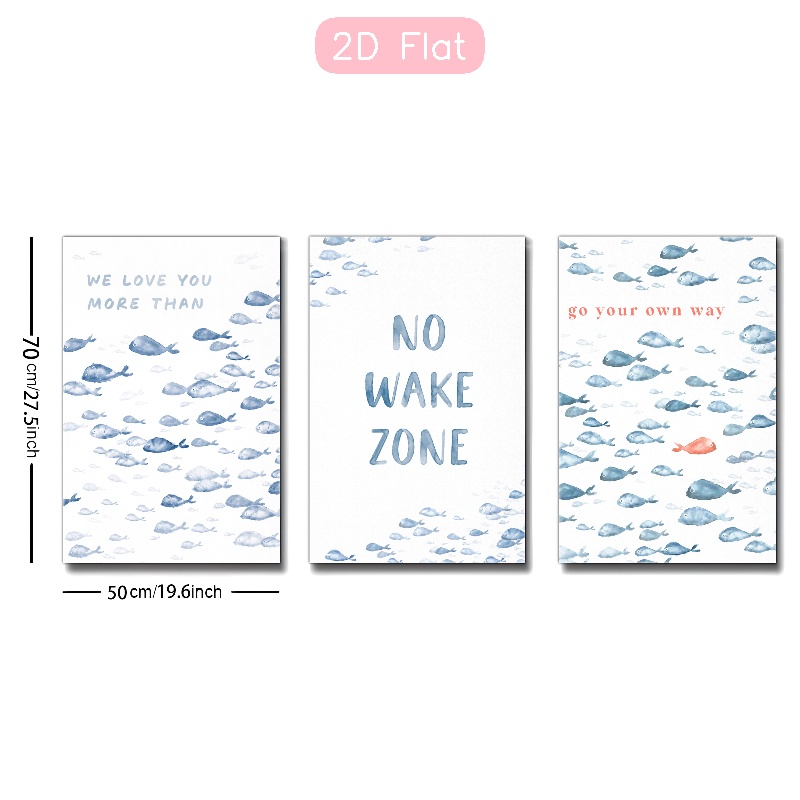 2D Flat
WE LOVE YOU
MORE THAN
NO
WAKE
ZONE
go your own way
70cm/27.5inch
50cm/19.6inch